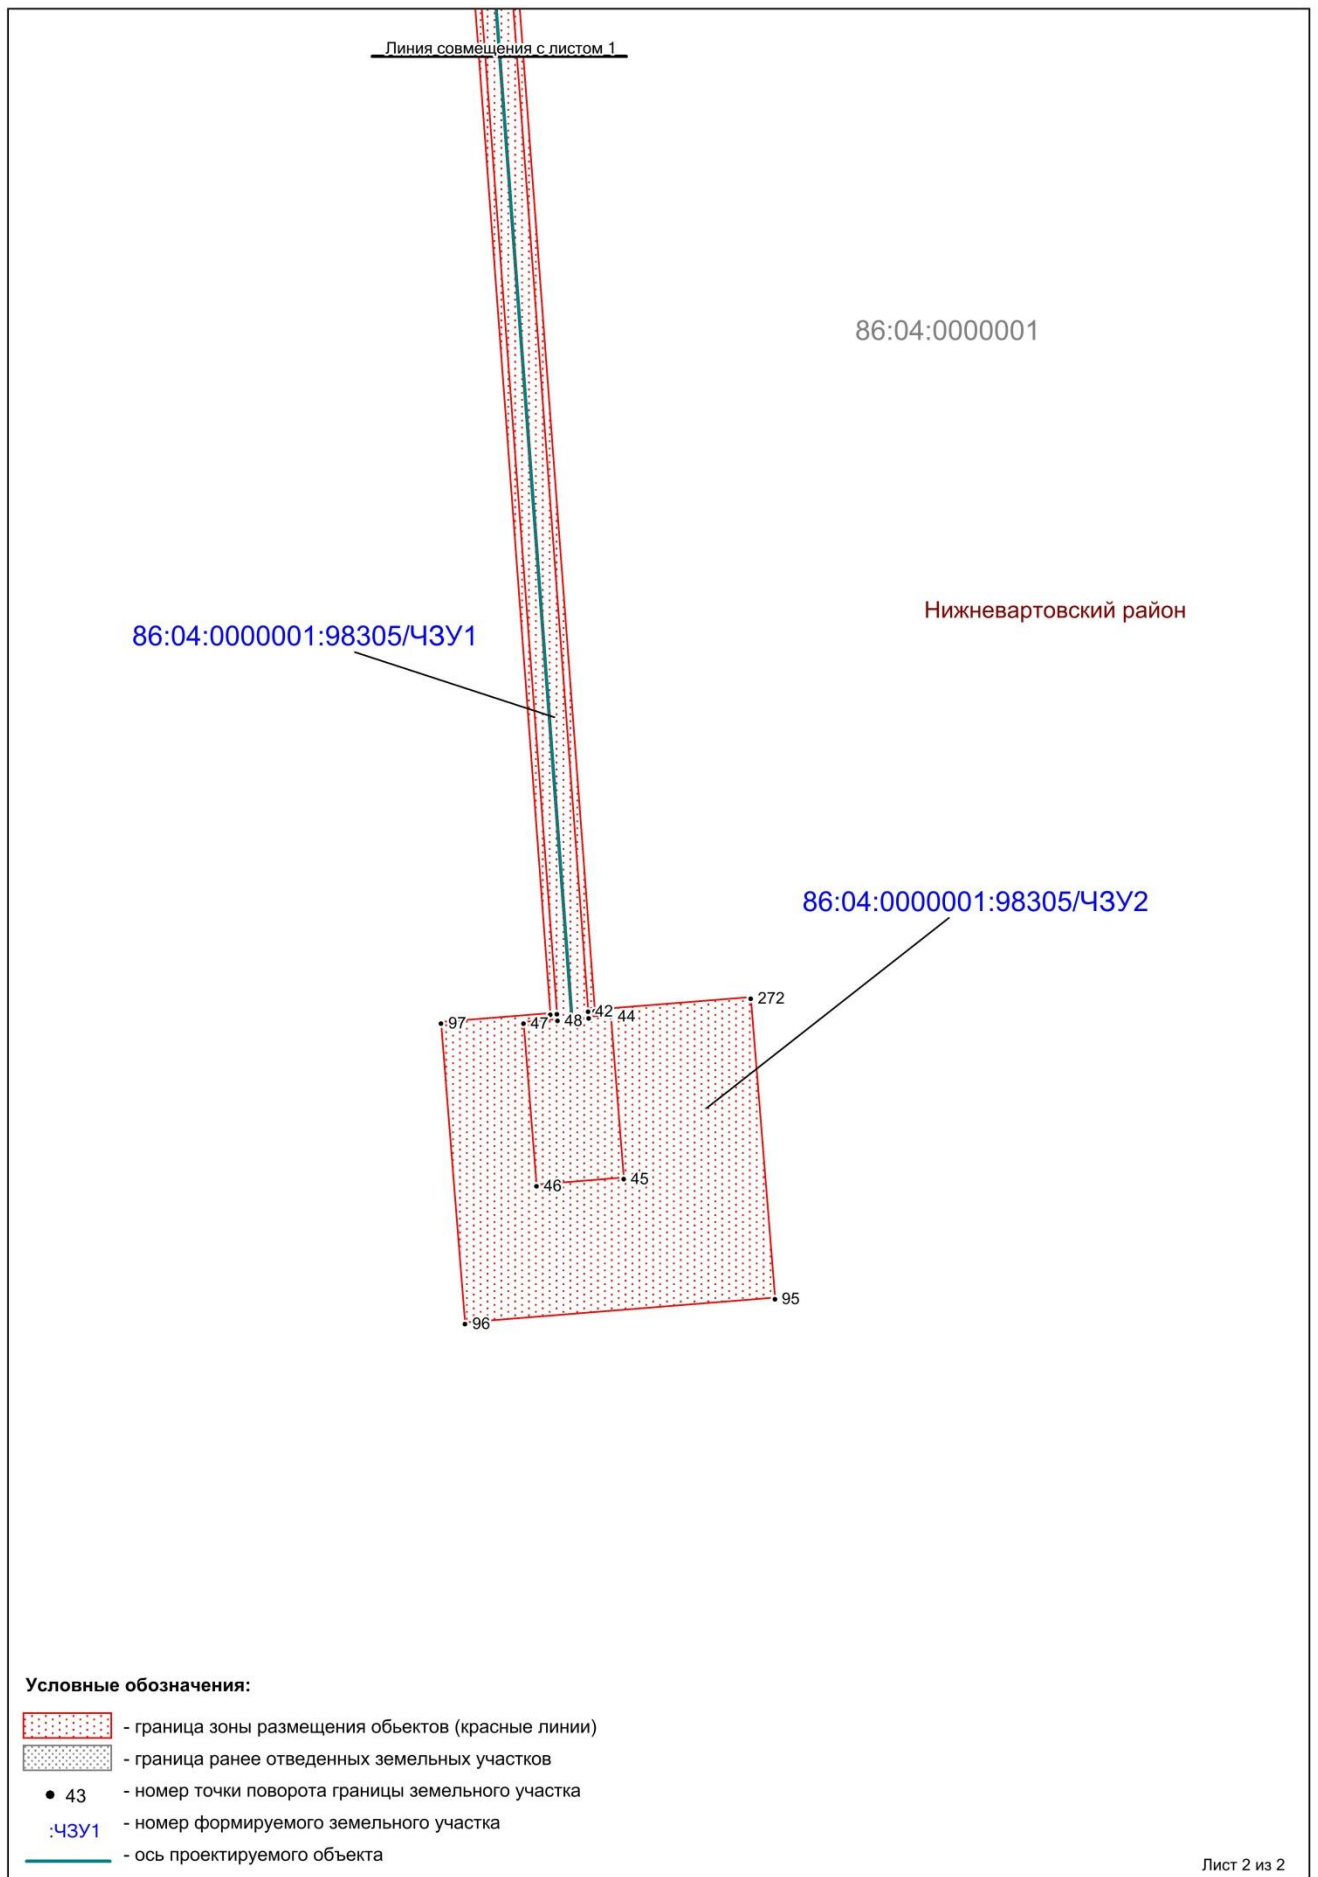 Линия совмещения с листом 1
86:04:0000001
Нижневартовский район
86:04:0000001:98305/ЧЗУ1
86:04:0000001:98305/ЧЗУ2
272
42
44
48
47
97
45
46
95
96
Условные обозначения:
- граница зоны размещения обьектов (красные линии)
- граница ранее отведенных земельных участков
43 - номер точки поворота границы земельного участка
:ЧЗУ1 - номер формируемого земельного участка
- ось проектируемого объекта
Лист 2 из 2